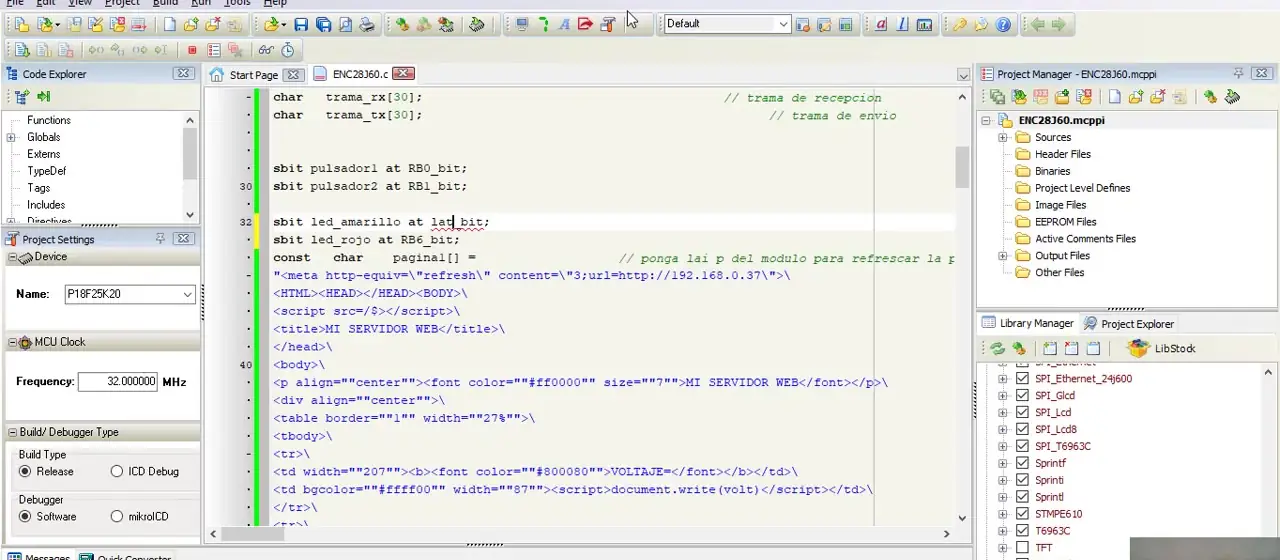 File Edit View Project Build Run Tools Help
Default
Code Explorer
Start Page
ENC28J60.c
Project Manager - ENC28J60.mcppi
Functions
Globals
Externs
TypeDef
Tags
Includes
Project Settings
Device
Name: P18F25K20
MCU Clock
Frequency: 32.000000 MHz
Build/ Debugger Type
Build Type
Release
ICD Debug
Debugger
Software
mikroICD
char trama_rx[30]; // trama de recepcion
char trama_tx[30]; // trama de envio
sbit pulsador1 at RB0_bit;
30 sbit pulsador2 at RB1_bit;
32 sbit led_amarillo at lat_bit;
sbit led_rojo at RB6_bit;
const char pagina1[] = // ponga lai p del modulo para refrescar la p
"<meta http-equiv=\"refresh\" content=\"3;url=http://192.168.0.37\">\
<HTML><HEAD></HEAD><BODY>\
<script src=/$></script>\
<title>MI SERVIDOR WEB</title>\
</head>\
40 <body>\
<p align=""center""><font color=""#ff0000"" size=""7"">MI SERVIDOR WEB</font></p>\
<div align=""center"">\
<table border=""1"" width=""27%"">\
<tbody>\
<tr>\
<td width=""207""><b><font color=""#800080">VOLTAJE=</font></b></td>\
<td bgcolor=""#ffff00"" width=""87"><script>document.write(volt)</script></td>\
</tr>\
<tr>\
ENC28J60.mcppi
Sources
Header Files
Binaries
Project Level Defines
Image Files
EEPROM Files
Active Comments Files
Output Files
Other Files
Library Manager
Project Explorer
LibStock
SPI_Ethernet
SPI_Ethernet_24j600
SPI_Glcd
SPI_Lcd
SPI_Lcd8
SPI_T6963C
Sprintf
Sprinti
Sprintl
STMPE610
T6963C
TFT
Messages
Quick Converter